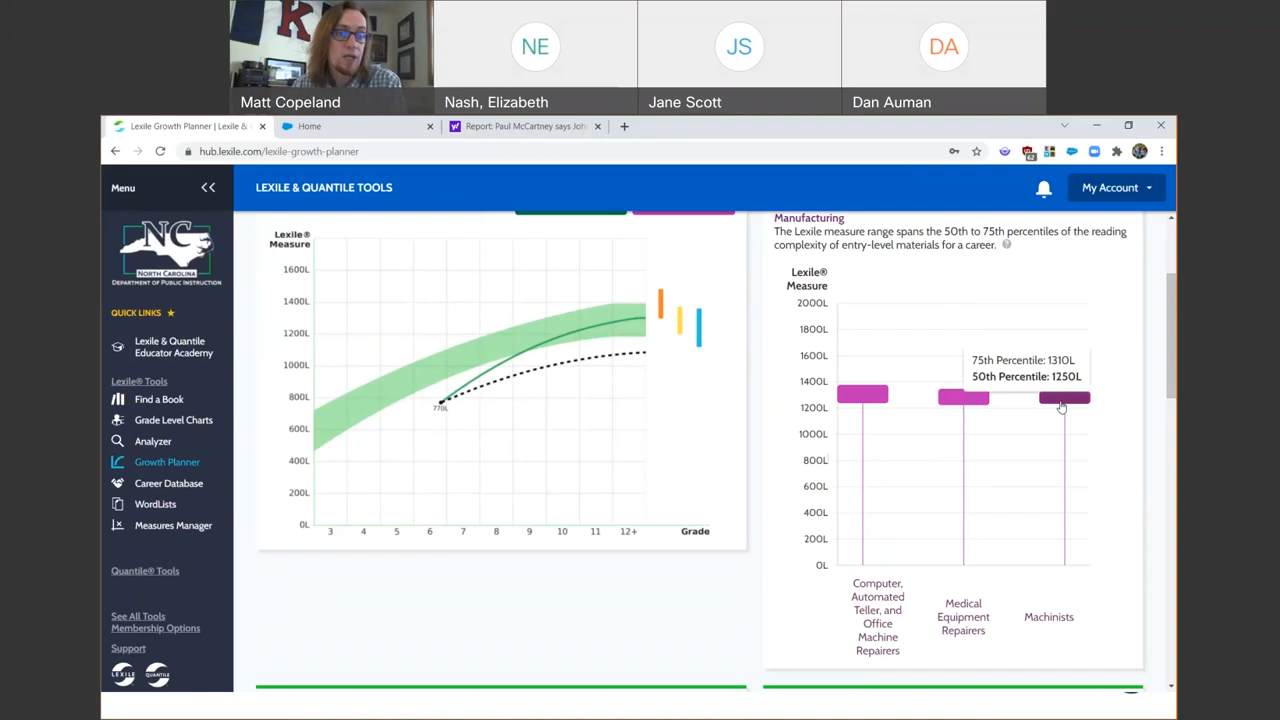 NE
JS
DA
Matt Copeland
Nash, Elizabeth
Jane Scott
Dan Auman
Lexile Growth Planner | Lexile &
Home
Report: Paul McCartney says Joh
hub.lexile.com/lexile-growth-planner
62
Menu
LEXILE & QUANTILE TOOLS
My Account
NC
NORTH CAROLINA
DEPARTMENT OF PUBLIC INSTRUCTION
QUICK LINKS
Lexile & Quantile
Educator Academy
Lexile® Tools
Find a Book
Grade Level Charts
Analyzer
Growth Planner
Career Database
WordLists
Measures Manager
Quantile® Tools
See All Tools
Membership Options
Support
LEXILE
QUANTILE
Lexile®
Measure
1600L
1400L
1200L
1000L
800L
600L
400L
200L
0L
770L
3 4 5 6 7 8 9 10 11 12+ Grade
Manufacturing
The Lexile measure range spans the 50th to 75th percentiles of the reading
complexity of entry-level materials for a career.
Lexile®
Measure
2000L
1800L
1600L
1400L
1200L
1000L
800L
600L
400L
200L
0L
75th Percentile: 1310L
50th Percentile: 1250L
Computer,
Automated
Teller, and
Office
Machine
Repairers
Medical
Equipment
Repairers
Machinists